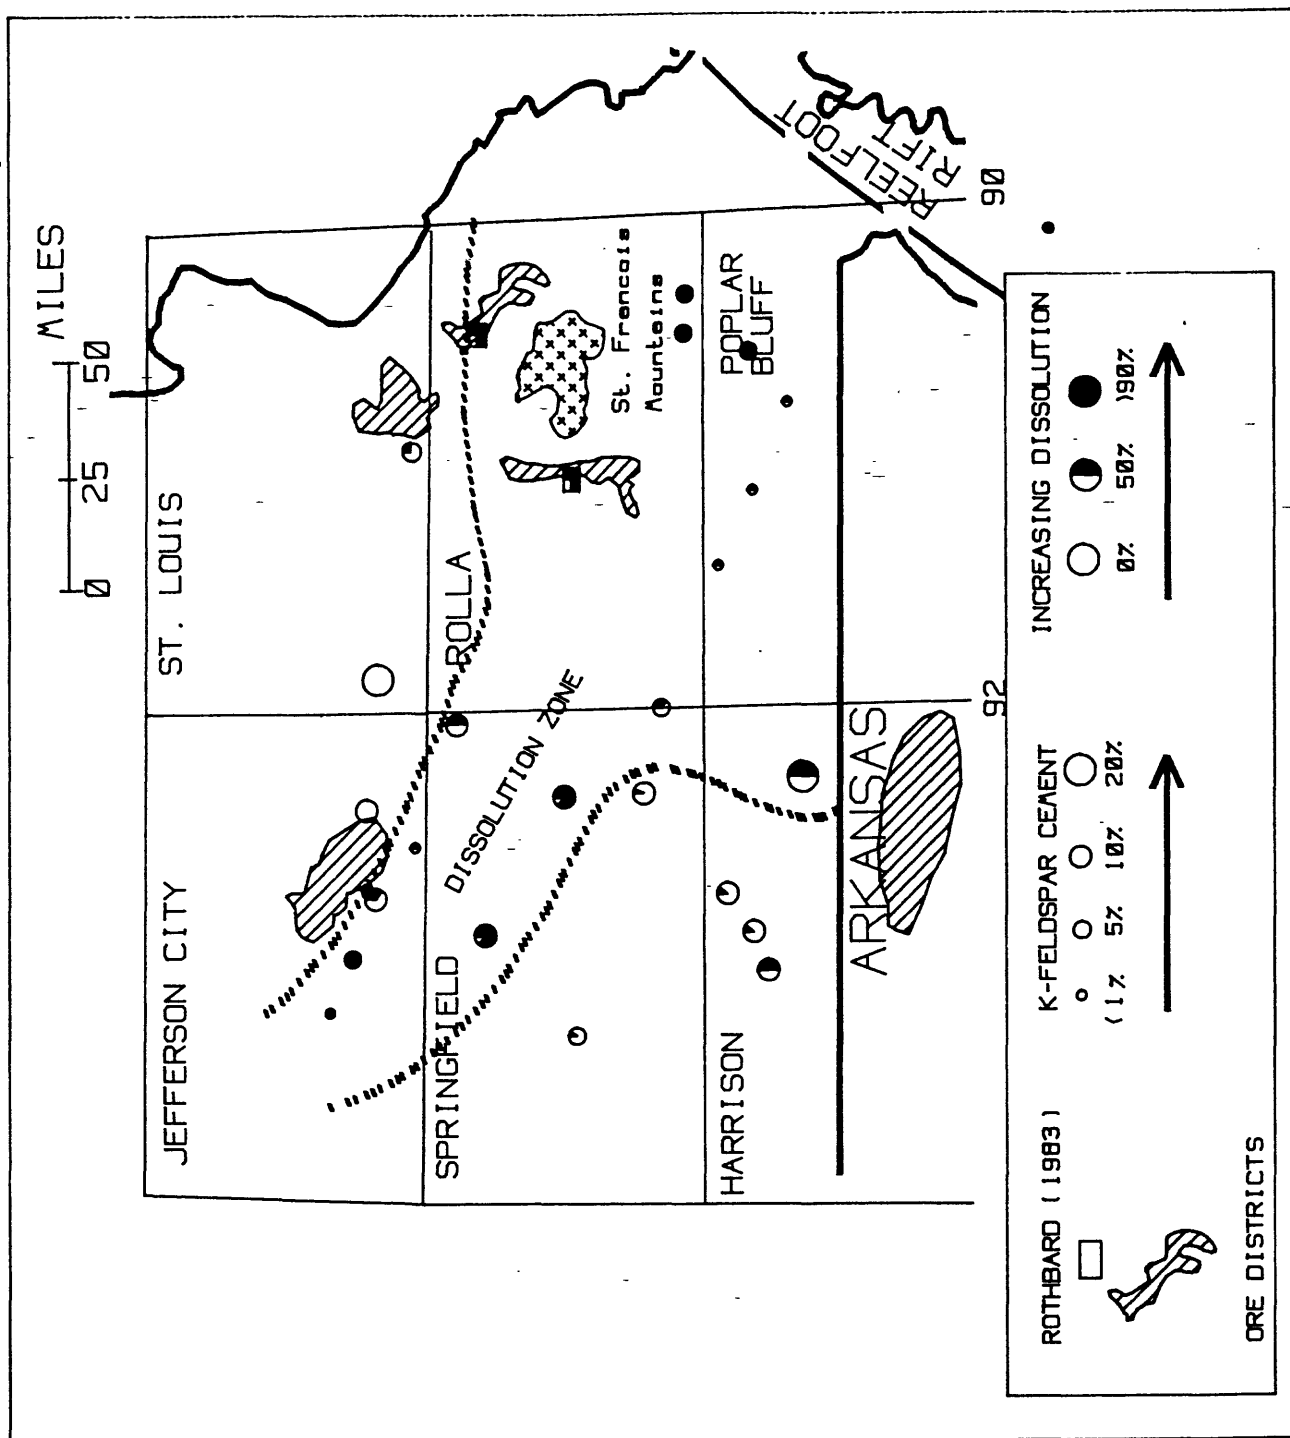 MILES
0 25 50
ST. LOUIS
JEFFERSON CITY
ROLLA
SPRINGFIELD
DISSOLUTION ZONE
St. Francois
Mountains
POPLAR
BLUFF
HARRISON
ARKANSAS
REELFOOT
RIFT
92
90
ROTHBARD (1983)
ORE DISTRICTS
K-FELDSPAR CEMENT
<1% 5% 10% 20%
INCREASING DISSOLUTION
0% 50% >90%